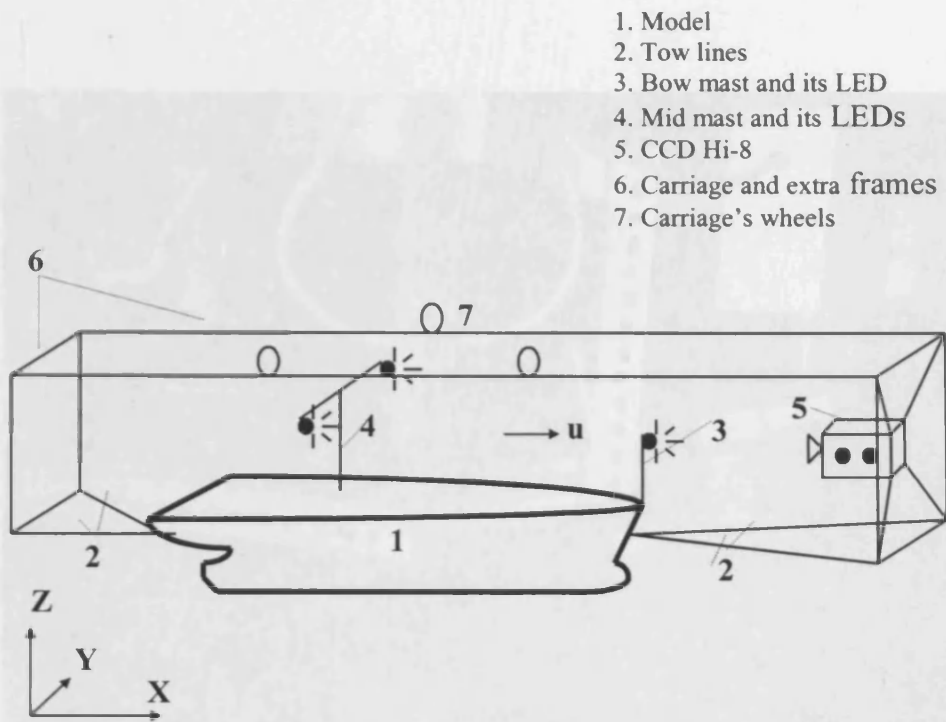 1. Model
2. Tow lines
3. Bow mast and its LED
4. Mid mast and its LEDs
5. CCD Hi-8
6. Carriage and extra frames
7. Carriage's wheels
6
7
5
4
u
3
1
2
2
Z
Y
X